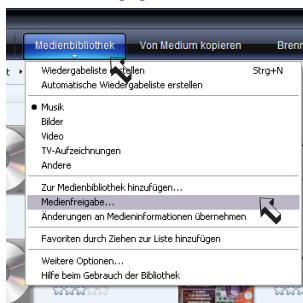 Medienbibliothek Von Medium kopieren Brenn
Wiedergabeliste erstellen Strg+N
Automatische Wiedergabeliste erstellen
Musik
Bilder
Video
TV-Aufzeichnungen
Andere
Zur Medienbibliothek hinzufügen...
Medienfreigabe...
Änderungen an Medieninformationen übernehmen
Favoriten durch Ziehen zur Liste hinzufügen
Weitere Optionen...
Hilfe beim Gebrauch der Bibliothek